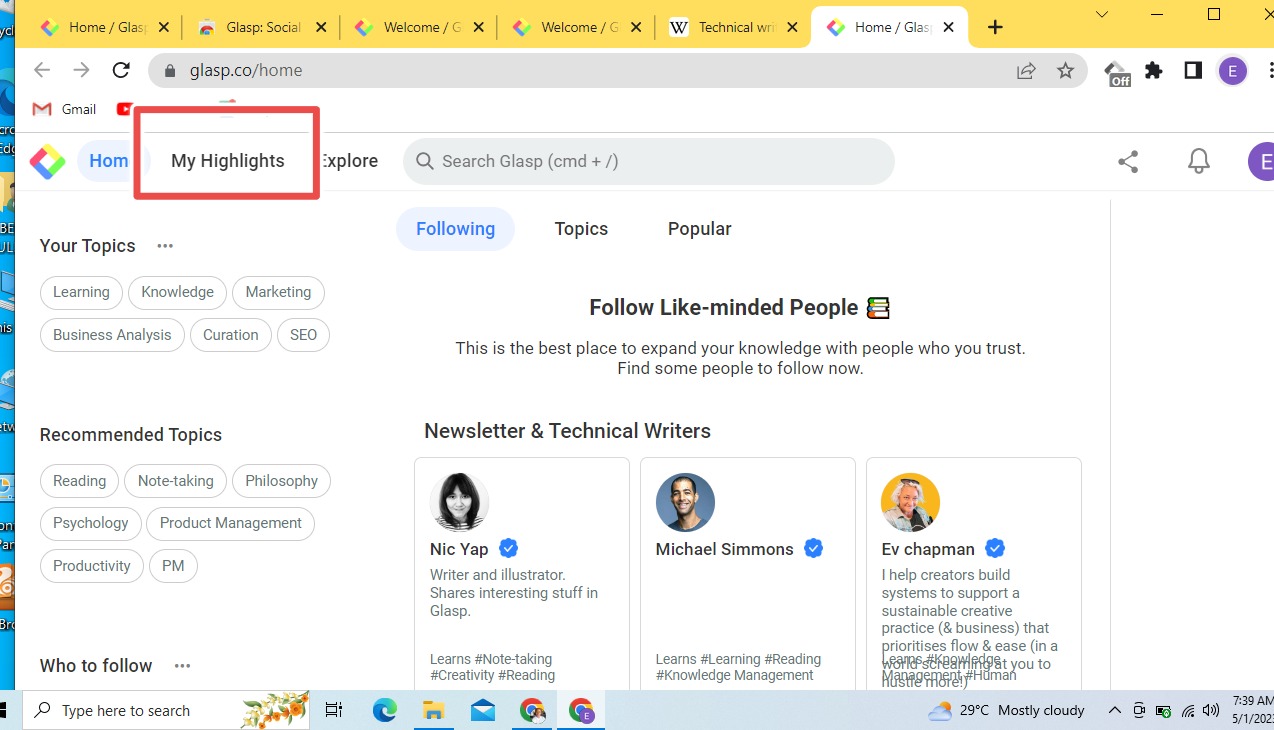 Home / Glasp
Glasp: Social
Welcome / G
Welcome / G
W
Technical writ
Home / Glasp
glasp.co/home
Off
E
Gmail
Home
My Highlights
Explore
Search Glasp (cmd + /)
E
Following
Topics
Popular
Your Topics
Learning
Knowledge
Marketing
Business Analysis
Curation
SEO
Follow Like-minded People
This is the best place to expand your knowledge with people who you trust.
Find some people to follow now.
Recommended Topics
Reading
Note-taking
Philosophy
Psychology
Product Management
Productivity
PM
Who to follow
Newsletter & Technical Writers
Nic Yap
Writer and illustrator.
Shares interesting stuff in
Glasp.
Learns #Note-taking
#Creativity #Reading
Michael Simmons
Learns #Learning #Reading
#Knowledge Management
Ev chapman
I help creators build
systems to support a
sustainable creative
practice (& business) that
prioritises flow & ease (in a
world screaming at you to
hustle more!)
Learns #Knowledge
Management #Human
Type here to search
E
29°C Mostly cloudy
7:39 AM
5/1/202